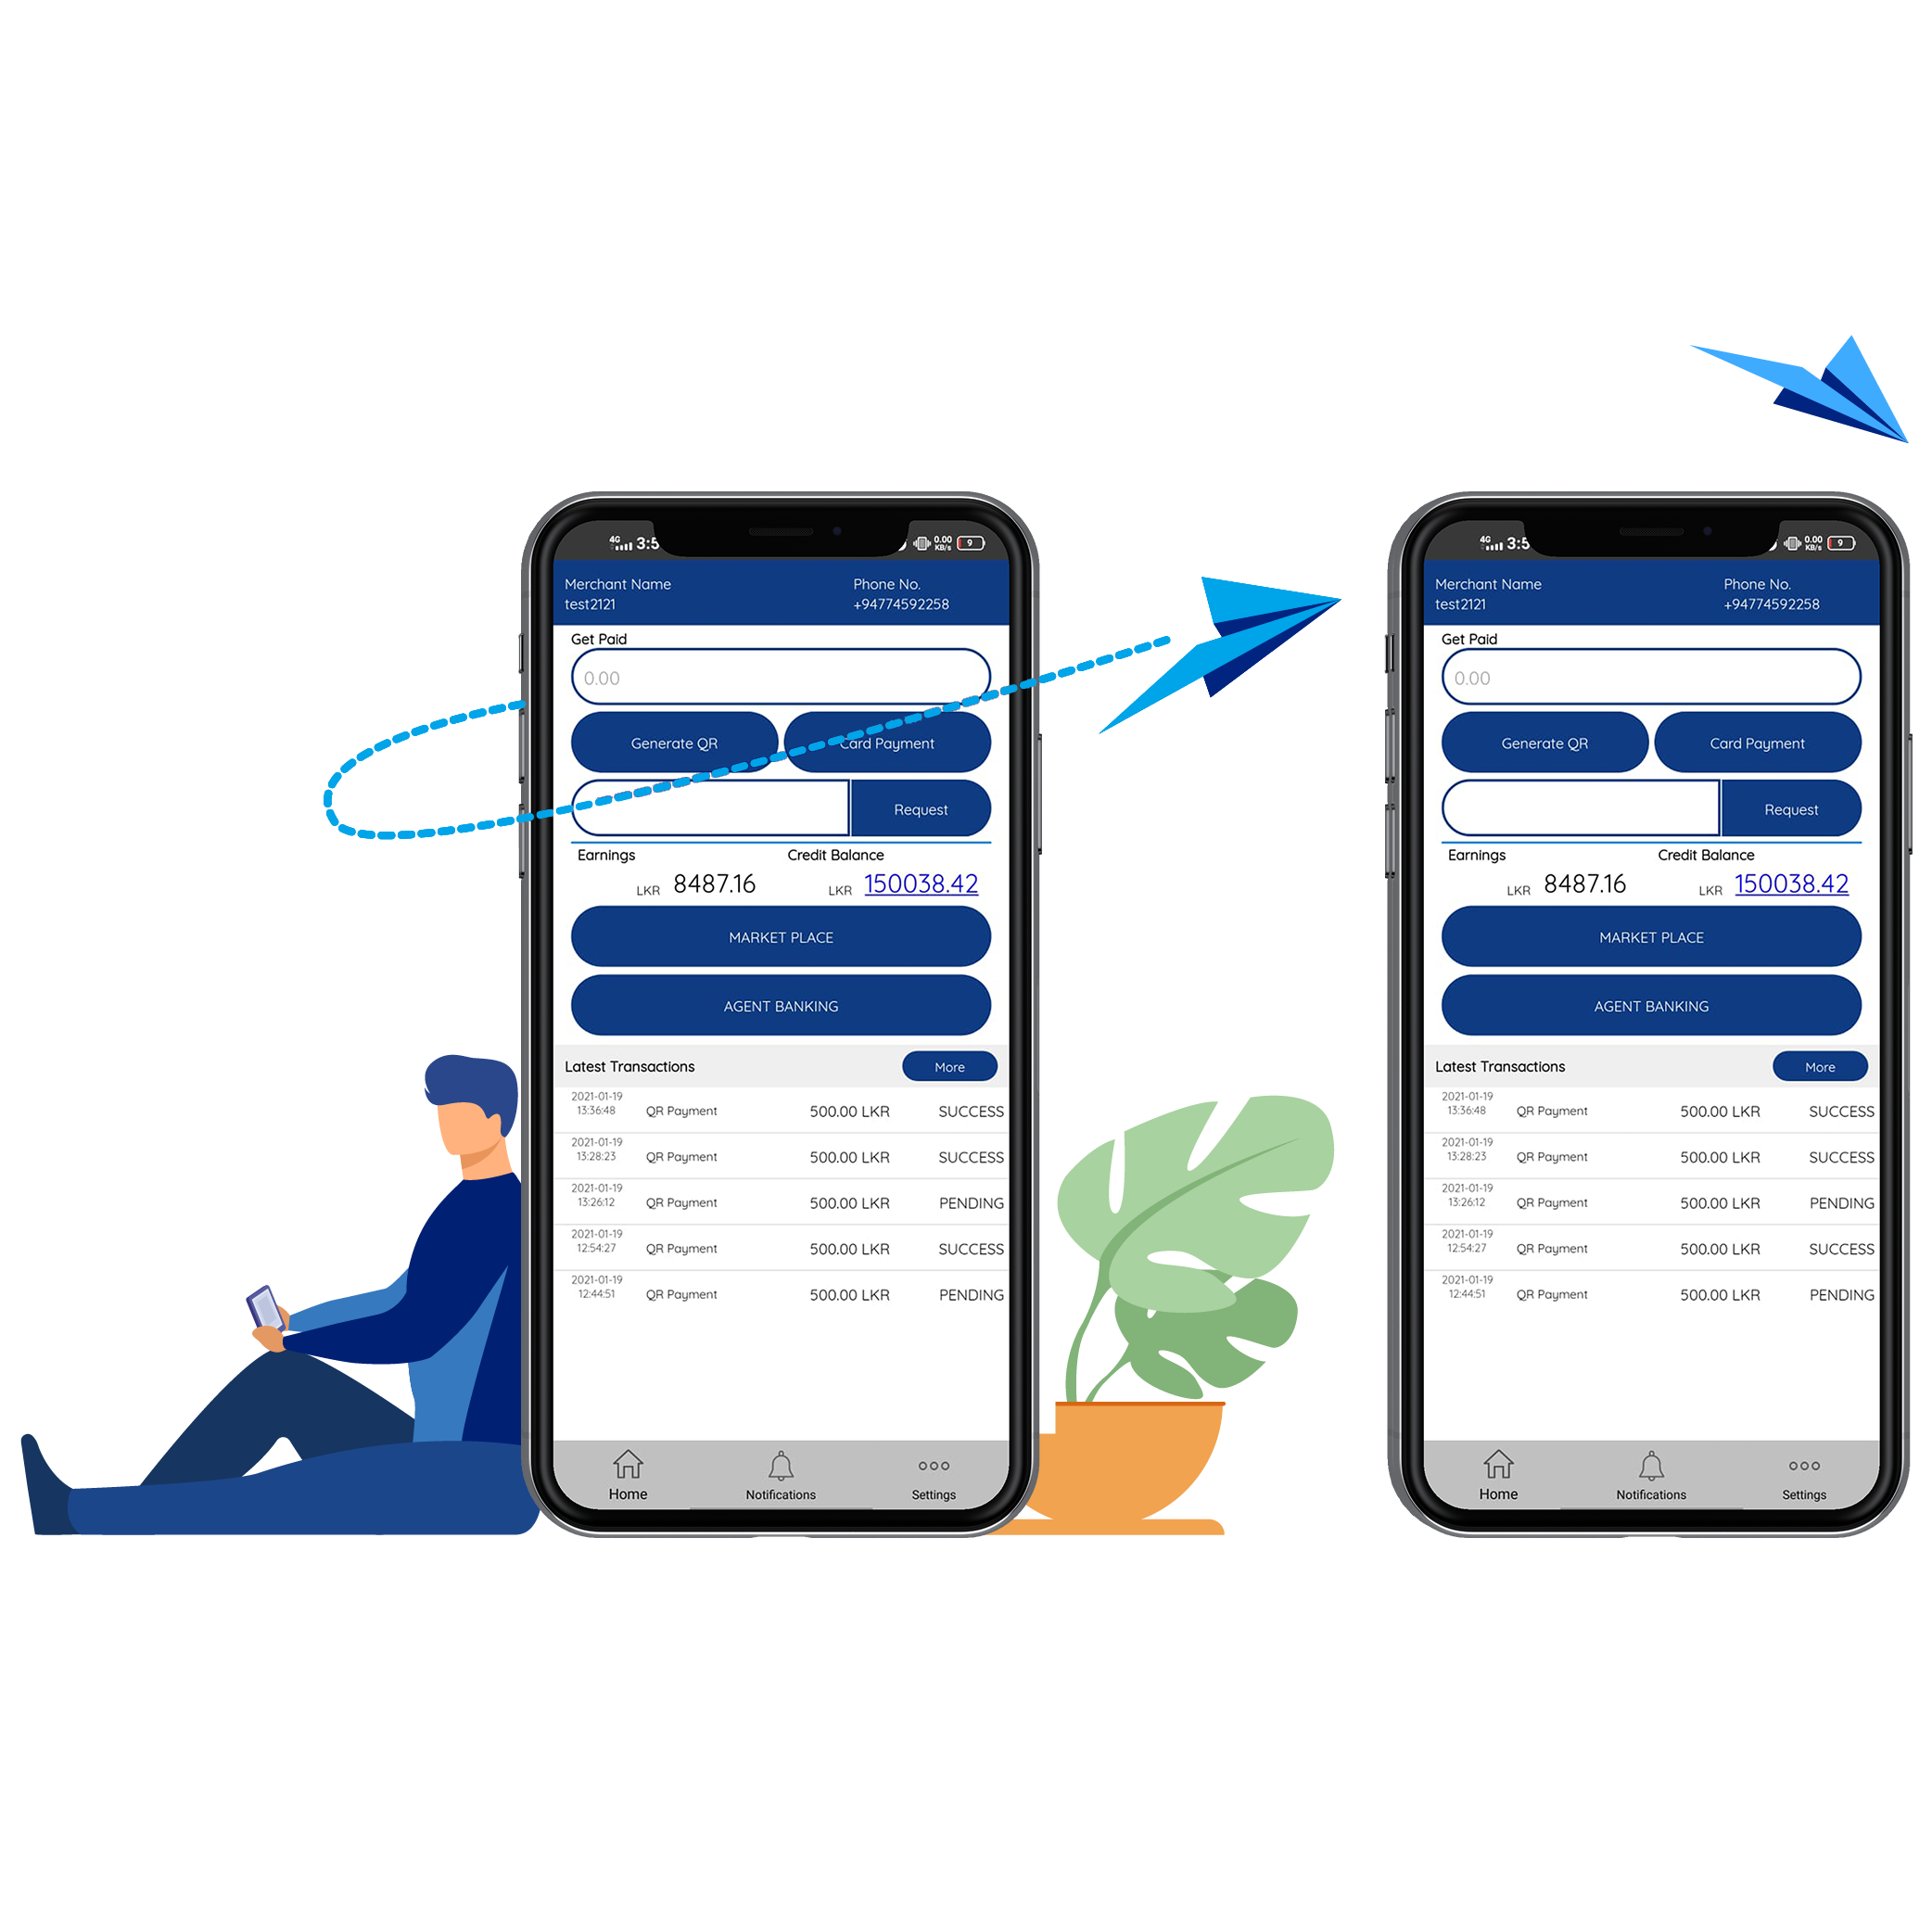 4G 3:5 0.00 KB/s 9
Merchant Name Phone No.
test2121 +94774592258
Get Paid
0.00
Generate QR Card Payment
Request
Earnings Credit Balance
LKR 8487.16 LKR 150038.42
MARKET PLACE
AGENT BANKING
Latest Transactions More
2021-01-19
13:36:48 QR Payment 500.00 LKR SUCCESS
2021-01-19
13:28:23 QR Payment 500.00 LKR SUCCESS
2021-01-19
13:26:12 QR Payment 500.00 LKR PENDING
2021-01-19
12:54:27 QR Payment 500.00 LKR SUCCESS
2021-01-19
12:44:51 QR Payment 500.00 LKR PENDING
Home Notifications Settings
4G 3:5 0.00 KB/s 9
Merchant Name Phone No.
test2121 +94774592258
Get Paid
0.00
Generate QR Card Payment
Request
Earnings Credit Balance
LKR 8487.16 LKR 150038.42
MARKET PLACE
AGENT BANKING
Latest Transactions More
2021-01-19
13:36:48 QR Payment 500.00 LKR SUCCESS
2021-01-19
13:28:23 QR Payment 500.00 LKR SUCCESS
2021-01-19
13:26:12 QR Payment 500.00 LKR PENDING
2021-01-19
12:54:27 QR Payment 500.00 LKR SUCCESS
2021-01-19
12:44:51 QR Payment 500.00 LKR PENDING
Home Notifications Settings